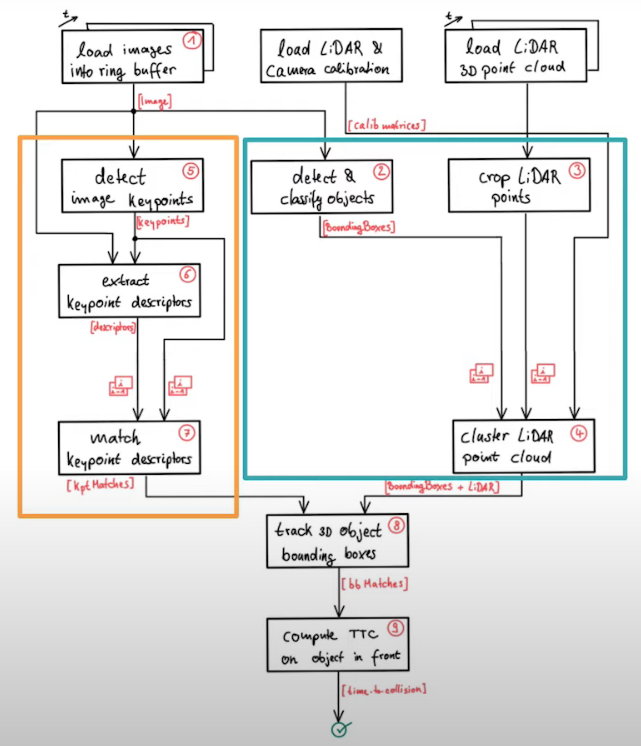 t
load images
into ring buffer
1
load LiDAR &
camera calibration
t
load LiDAR
3D point cloud
[image]
[calib matrices]
detect
image keypoints
5
detect &
classify objects
2
crop LiDAR
points
3
[keypoints]
[BoundingBoxes]
extract
keypoint descriptors
6
[descriptors]
i
i-1
i
i-1
i
i-1
i
i-1
match
keypoint descriptors
7
cluster LiDAR
point cloud
4
[KptMatches]
[BoundingBoxes + LiDAR]
track 3D object
bounding boxes
8
[bbMatches]
compute TTC
on object in front
9
[time-to-collision]